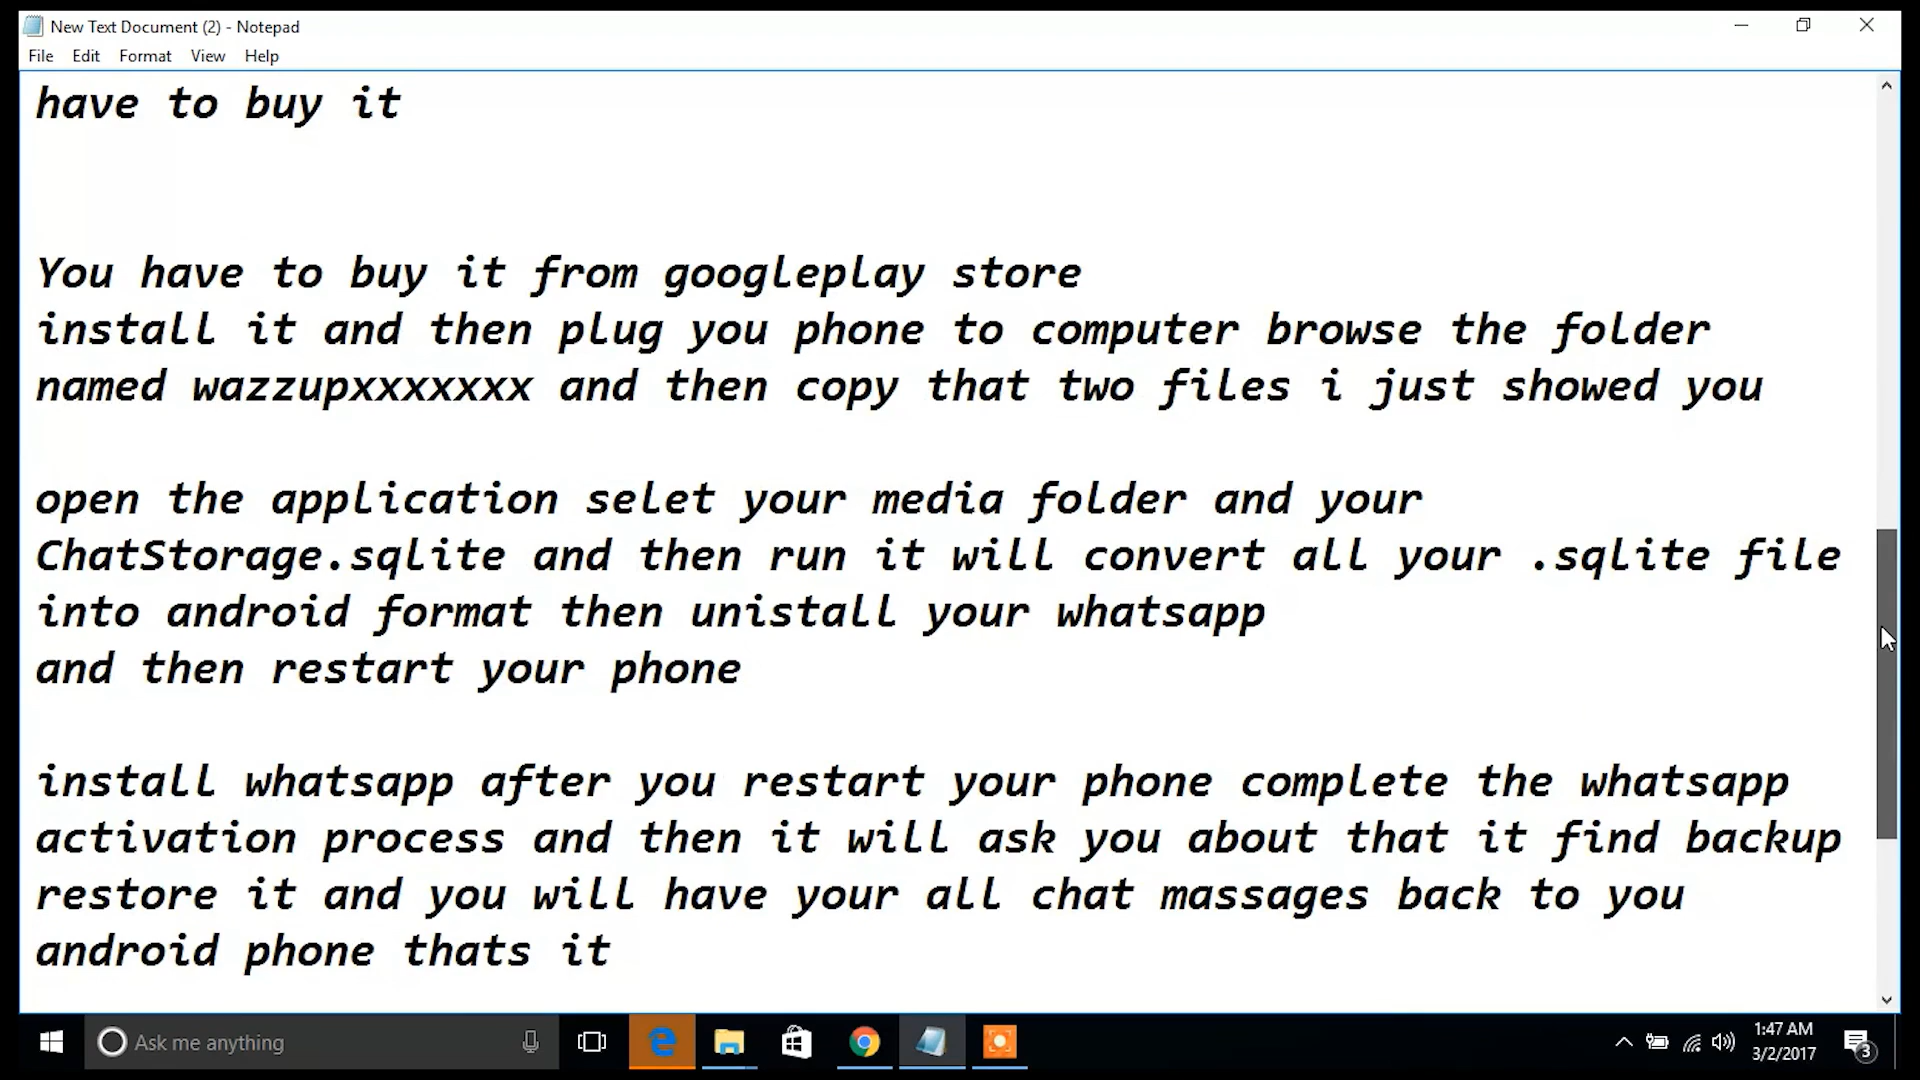 New Text Document (2) - Notepad
File Edit Format View Help
have to buy it
You have to buy it from googleplay store
install it and then plug you phone to computer browse the folder
named wazzupxxxxxxx and then copy that two files i just showed you
open the application selet your media folder and your
ChatStorage.sqlite and then run it will convert all your .sqlite file
into android format then unistall your whatsapp
and then restart your phone
install whatsapp after you restart your phone complete the whatsapp
activation process and then it will ask you about that it find backup
restore it and you will have your all chat massages back to you
android phone thats it
Ask me anything
1:47 AM
3/2/2017
3